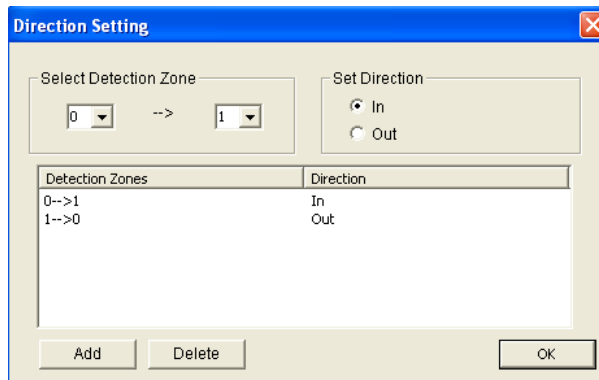 Direction Setting
Select Detection Zone
0 --> 1
Set Direction
In
Out
Detection Zones Direction
0-->1 In
1-->0 Out
Add Delete OK